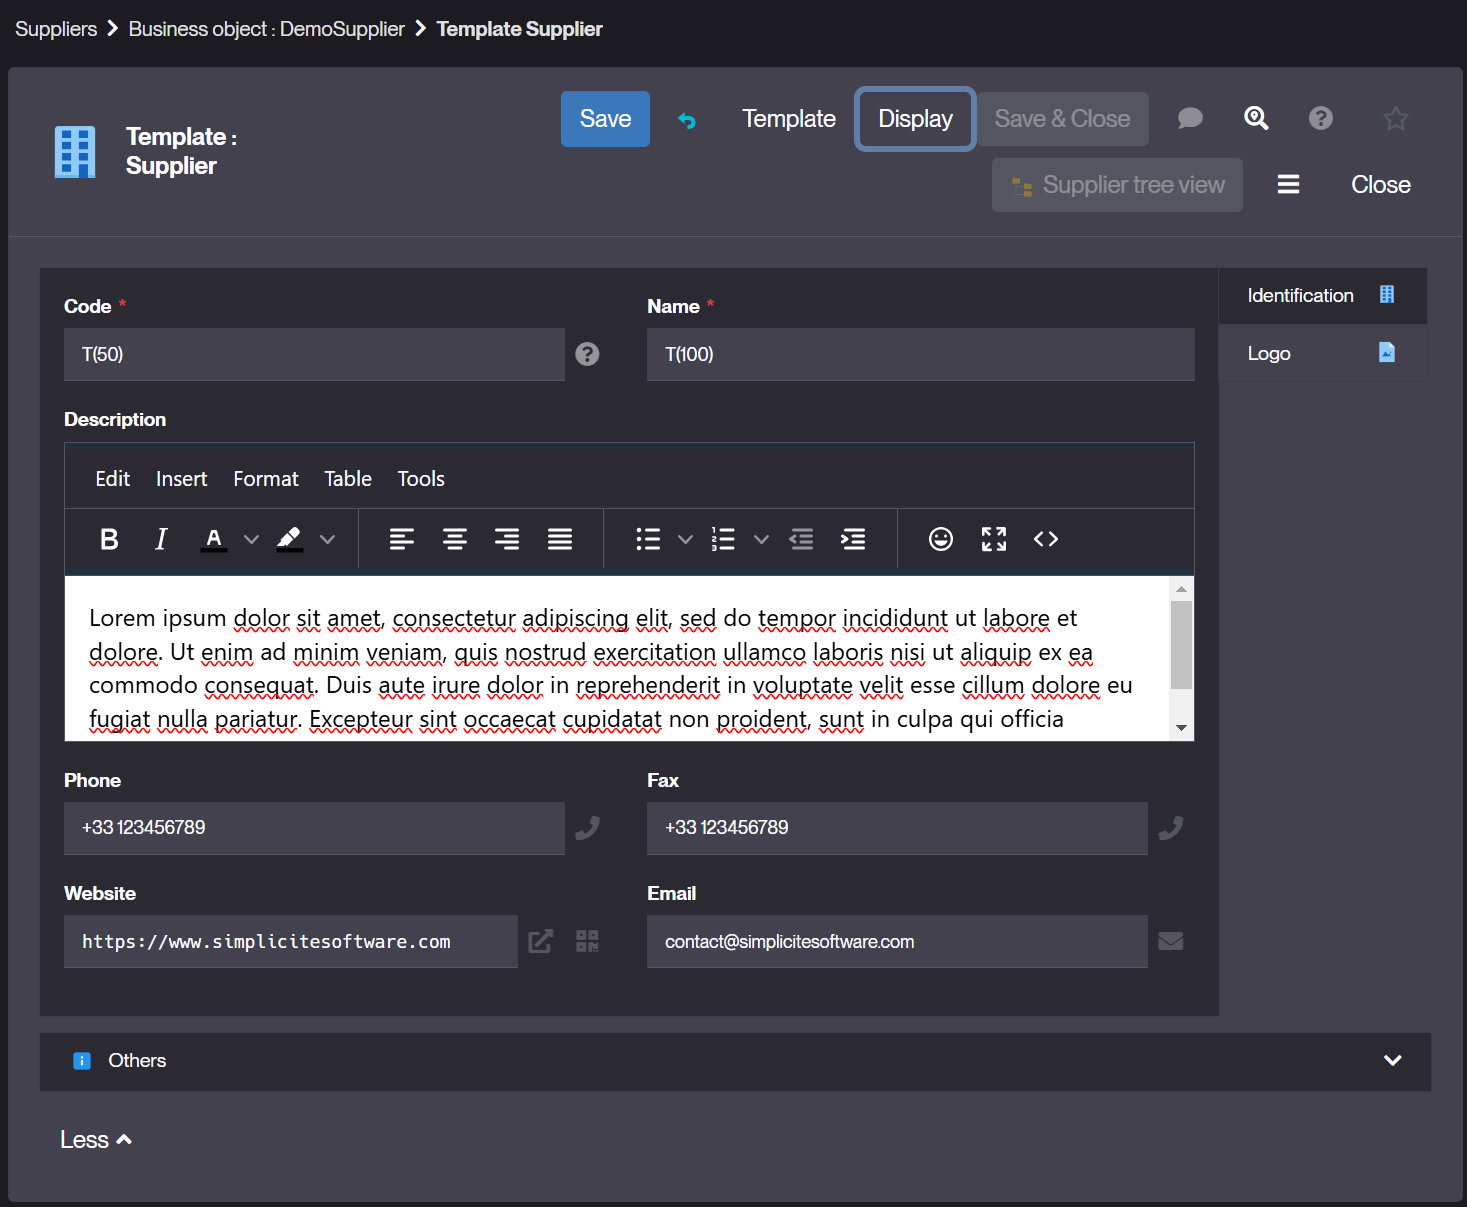 Suppliers > Business object : DemoSupplier > Template Supplier
Template :
Supplier
Save
Template
Display
Save & Close
Supplier tree view
Close
Code *
Name *
T(50)
T(100)
Identification
Logo
Description
Edit Insert Format Table Tools
B I A
Lorem ipsum dolor sit amet, consectetur adipiscing elit, sed do tempor incididunt ut labore et
dolore. Ut enim ad minim veniam, quis nostrud exercitation ullamco laboris nisi ut aliquip ex ea
commodo consequat. Duis aute irure dolor in reprehenderit in voluptate velit esse cillum dolore eu
fugiat nulla pariatur. Excepteur sint occaecat cupidatat non proident, sunt in culpa qui officia
Phone
Fax
+33 123456789
+33 123456789
Website
Email
https://www.simplicitesoftware.com
contact@simplicitesoftware.com
Others
Less